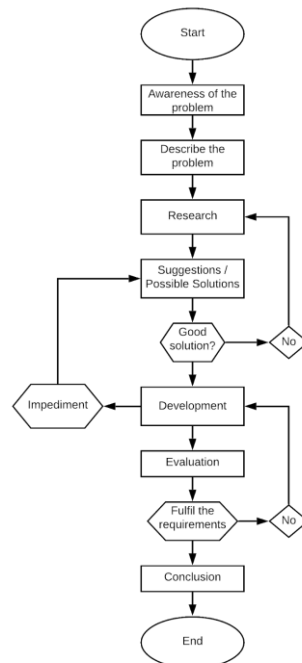 Start
Awareness of the
problem
Describe the
problem
Research
Suggestions /
Possible Solutions
Good
solution?
No
Impediment
Development
Evaluation
Fulfil the
requirements
No
Conclusion
End